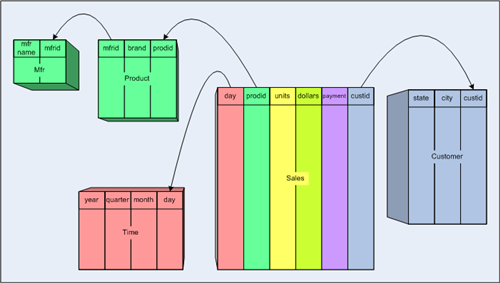 mfr
name
mfrid
Mfr
mfrid
brand
prodid
Product
day
prodid
units
dollars
payment
custid
Sales
state
city
custid
Customer
year
quarter
month
day
Time